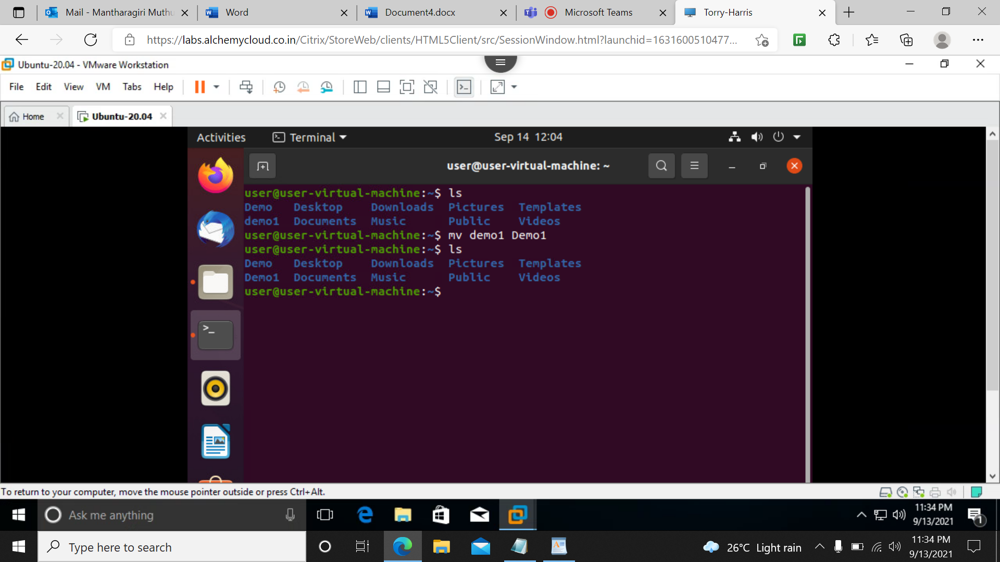 Mail - Mantharagiri Muthu
Word
Document4.docx
Microsoft Teams
Torry-Harris
https://labs.alchemycloud.co.in/Citrix/StoreWeb/clients/HTML5Client/src/SessionWindow.html?launchid=1631600510477...
Ubuntu-20.04 - VMware Workstation
File Edit View VM Tabs Help
Home
Ubuntu-20.04
Activities
Terminal
Sep 14 12:04
user@user-virtual-machine: ~
user@user-virtual-machine:~$ ls
Demo Desktop Downloads Pictures Templates
demo1 Documents Music Public Videos
user@user-virtual-machine:~$ mv demo1 Demo1
user@user-virtual-machine:~$ ls
Demo Desktop Downloads Pictures Templates
Demo1 Documents Music Public Videos
user@user-virtual-machine:~$
To return to your computer, move the mouse pointer outside or press Ctrl+Alt.
Ask me anything
11:34 PM
9/13/2021
1
Type here to search
26°C Light rain
11:34 PM
9/13/2021